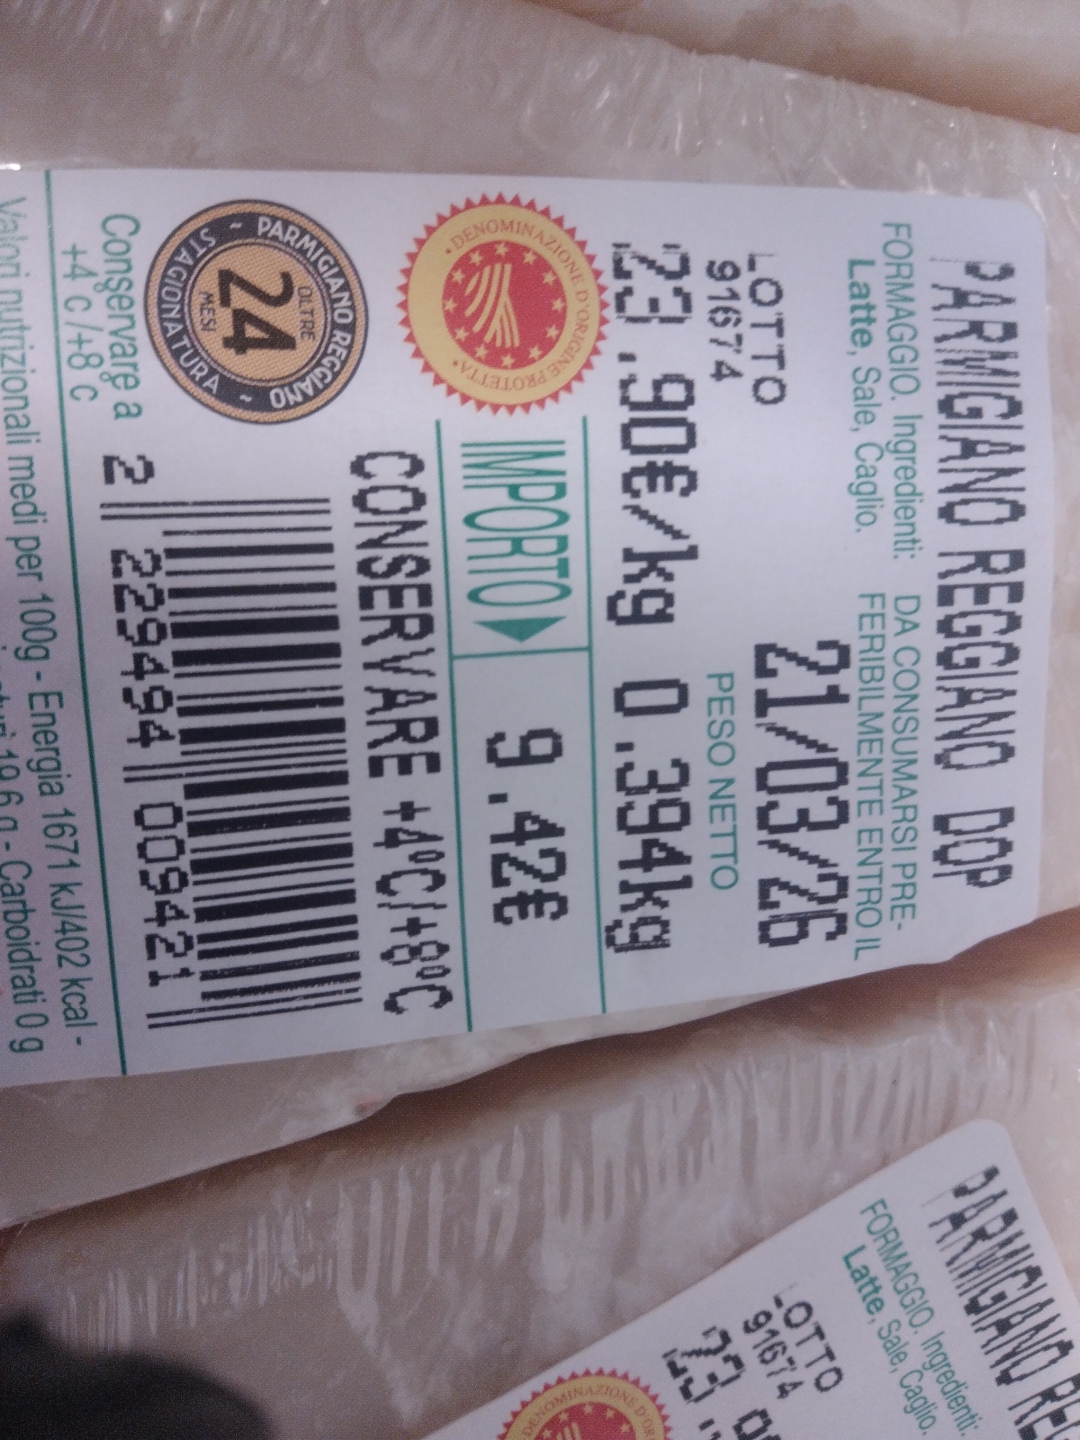 PARMIGIANO REGGIANO DOP
FORMAGGIO. Ingredienti:
Latte, Sale, Caglio.
DA CONSUMARSI PRE-
FERIBILMENTE ENTRO IL
21/03/26
LOTTO
91674
PESO NETTO
23.90€/kg 0.394kg
DENOMINAZIONE D'ORIGINE PROTETTA
IMPORTO
9.42€
CONSERVARE +4°C/+8°C
PARMIGIANO REGGIANO
OLTRE
24
MESI
STAGIONATURA
2 229494 009421
Conservare a
+4 c /+8 c
Valori nutrizionali medi per 100g - Energia 1671 kJ/402 kcal -
19,6 g - Carboidrati 0 g
PARMIGIANO
FORMAGGIO. Ingredienti:
Latte, Sale, Caglio.
LOTTO
91674
23
DENOMINAZIONE